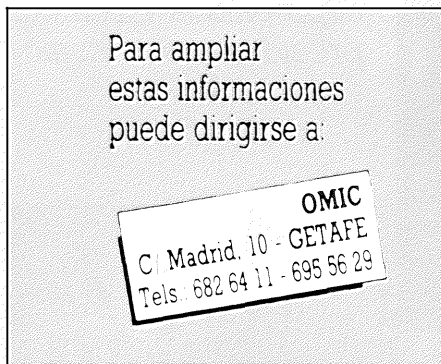 Para ampliar
estas informaciones
puede dirigirse a:
OMIC
C/ Madrid, 10 - GETAFE
Tels.: 682 64 11 - 695 56 29